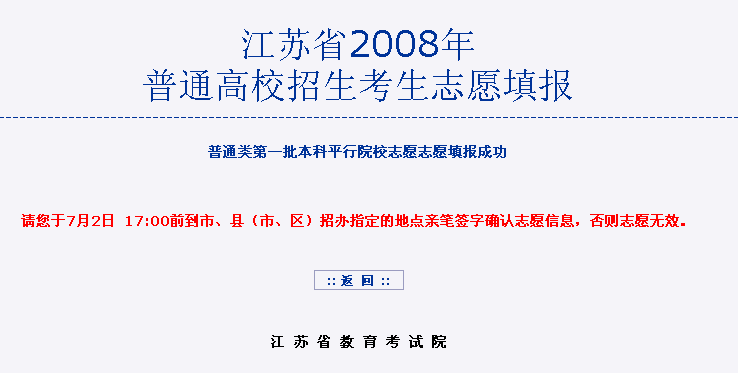 江苏省2008年
普通高校招生考生志愿填报
普通类第一批本科平行院校志愿志愿填报成功
请您于7月2日 17:00前到市、县（市、区）招办指定的地点亲笔签字确认志愿信息，否则志愿无效。
:: 返 回 ::
江 苏 省 教 育 考 试 院